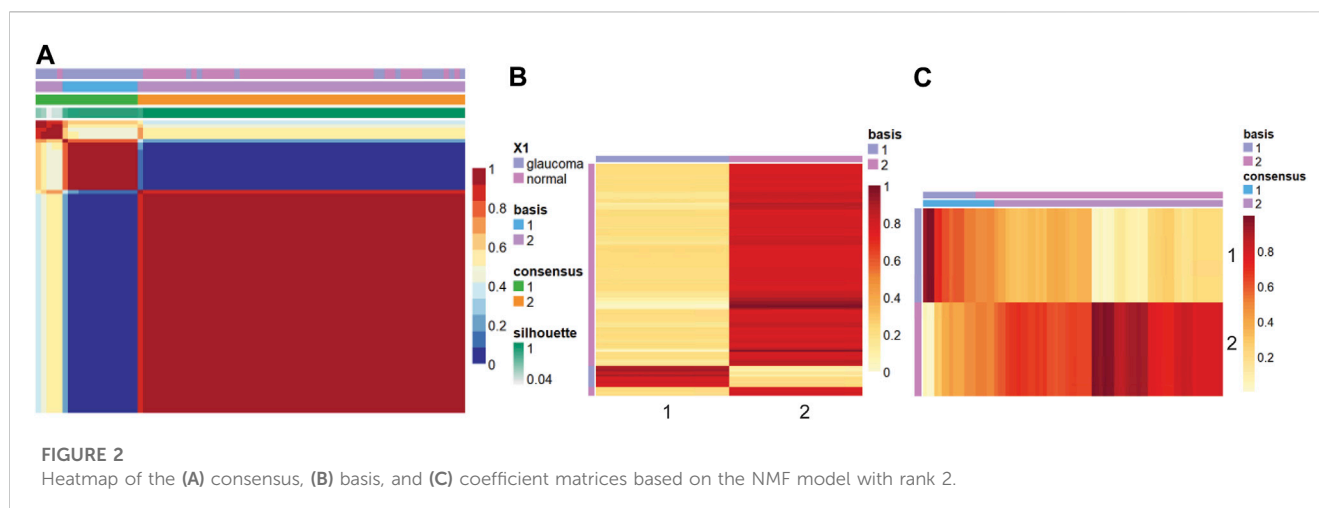 A
X1
glaucoma
normal
basis
1
2
consensus
1
2
silhouette
1
0.04
1
0.8
0.6
0.4
0.2
0
B
basis
1
2
1
0.8
0.6
0.4
0.2
0
1 2
C
basis
1
2
consensus
1
2
0.8
0.6
0.4
0.2
1
2
FIGURE 2
Heatmap of the (A) consensus, (B) basis, and (C) coefficient matrices based on the NMF model with rank 2.